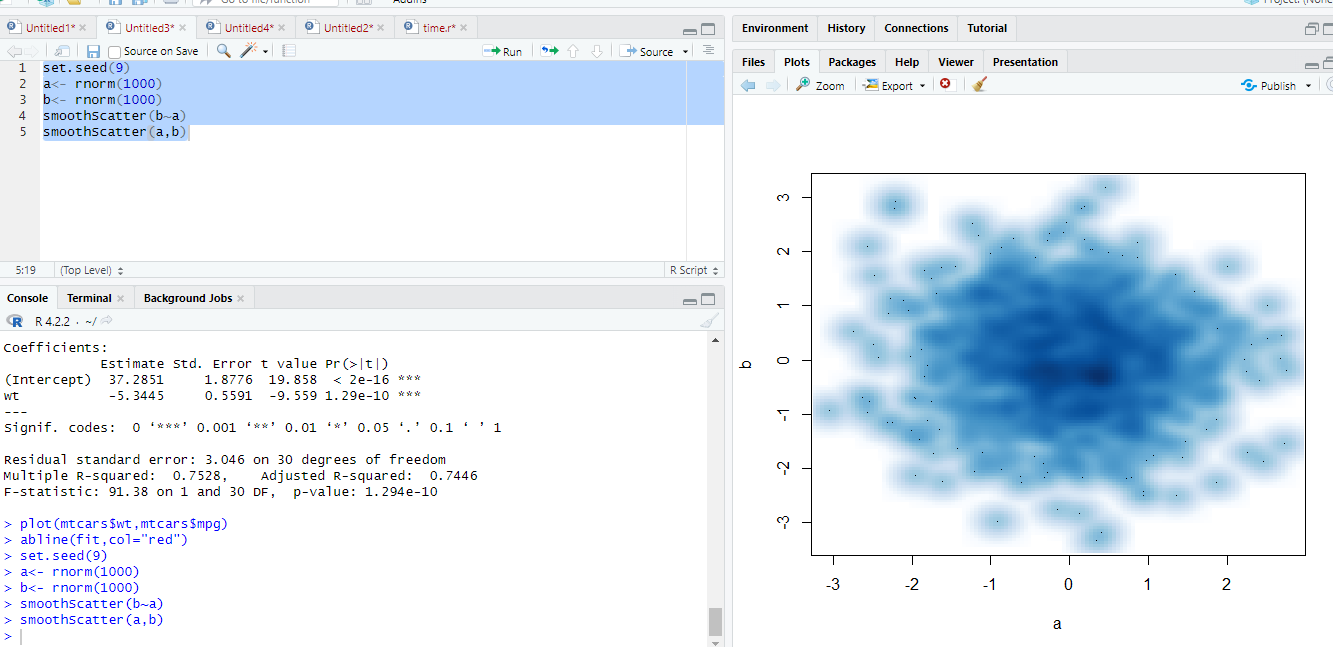 Go to file/function
Addins
Project: (None
Untitled1* × Untitled3* × Untitled4* × Untitled2* × time.r* ×
Source on Save Run Source
1 set.seed(9)
2 a<- rnorm(1000)
3 b<- rnorm(1000)
4 smoothScatter(b~a)
5 smoothScatter(a,b)
5:19 (Top Level) R Script
Console Terminal × Background Jobs ×
R 4.2.2 · ~/
Coefficients:
Estimate Std. Error t value Pr(>|t|)
(Intercept) 37.2851 1.8776 19.858 < 2e-16 ***
wt -5.3445 0.5591 -9.559 1.29e-10 ***
---
Signif. codes: 0 ‘***’ 0.001 ‘**’ 0.01 ‘*’ 0.05 ‘.’ 0.1 ‘ ’ 1
Residual standard error: 3.046 on 30 degrees of freedom
Multiple R-squared: 0.7528, Adjusted R-squared: 0.7446
F-statistic: 91.38 on 1 and 30 DF, p-value: 1.294e-10
> plot(mtcars$wt,mtcars$mpg)
> abline(fit,col="red")
> set.seed(9)
> a<- rnorm(1000)
> b<- rnorm(1000)
> smoothScatter(b~a)
> smoothScatter(a,b)
>
Environment History Connections Tutorial
Files Plots Packages Help Viewer Presentation
Zoom Export Publish
3
2
1
0
-1
-2
-3
b
-3 -2 -1 0 1 2
a